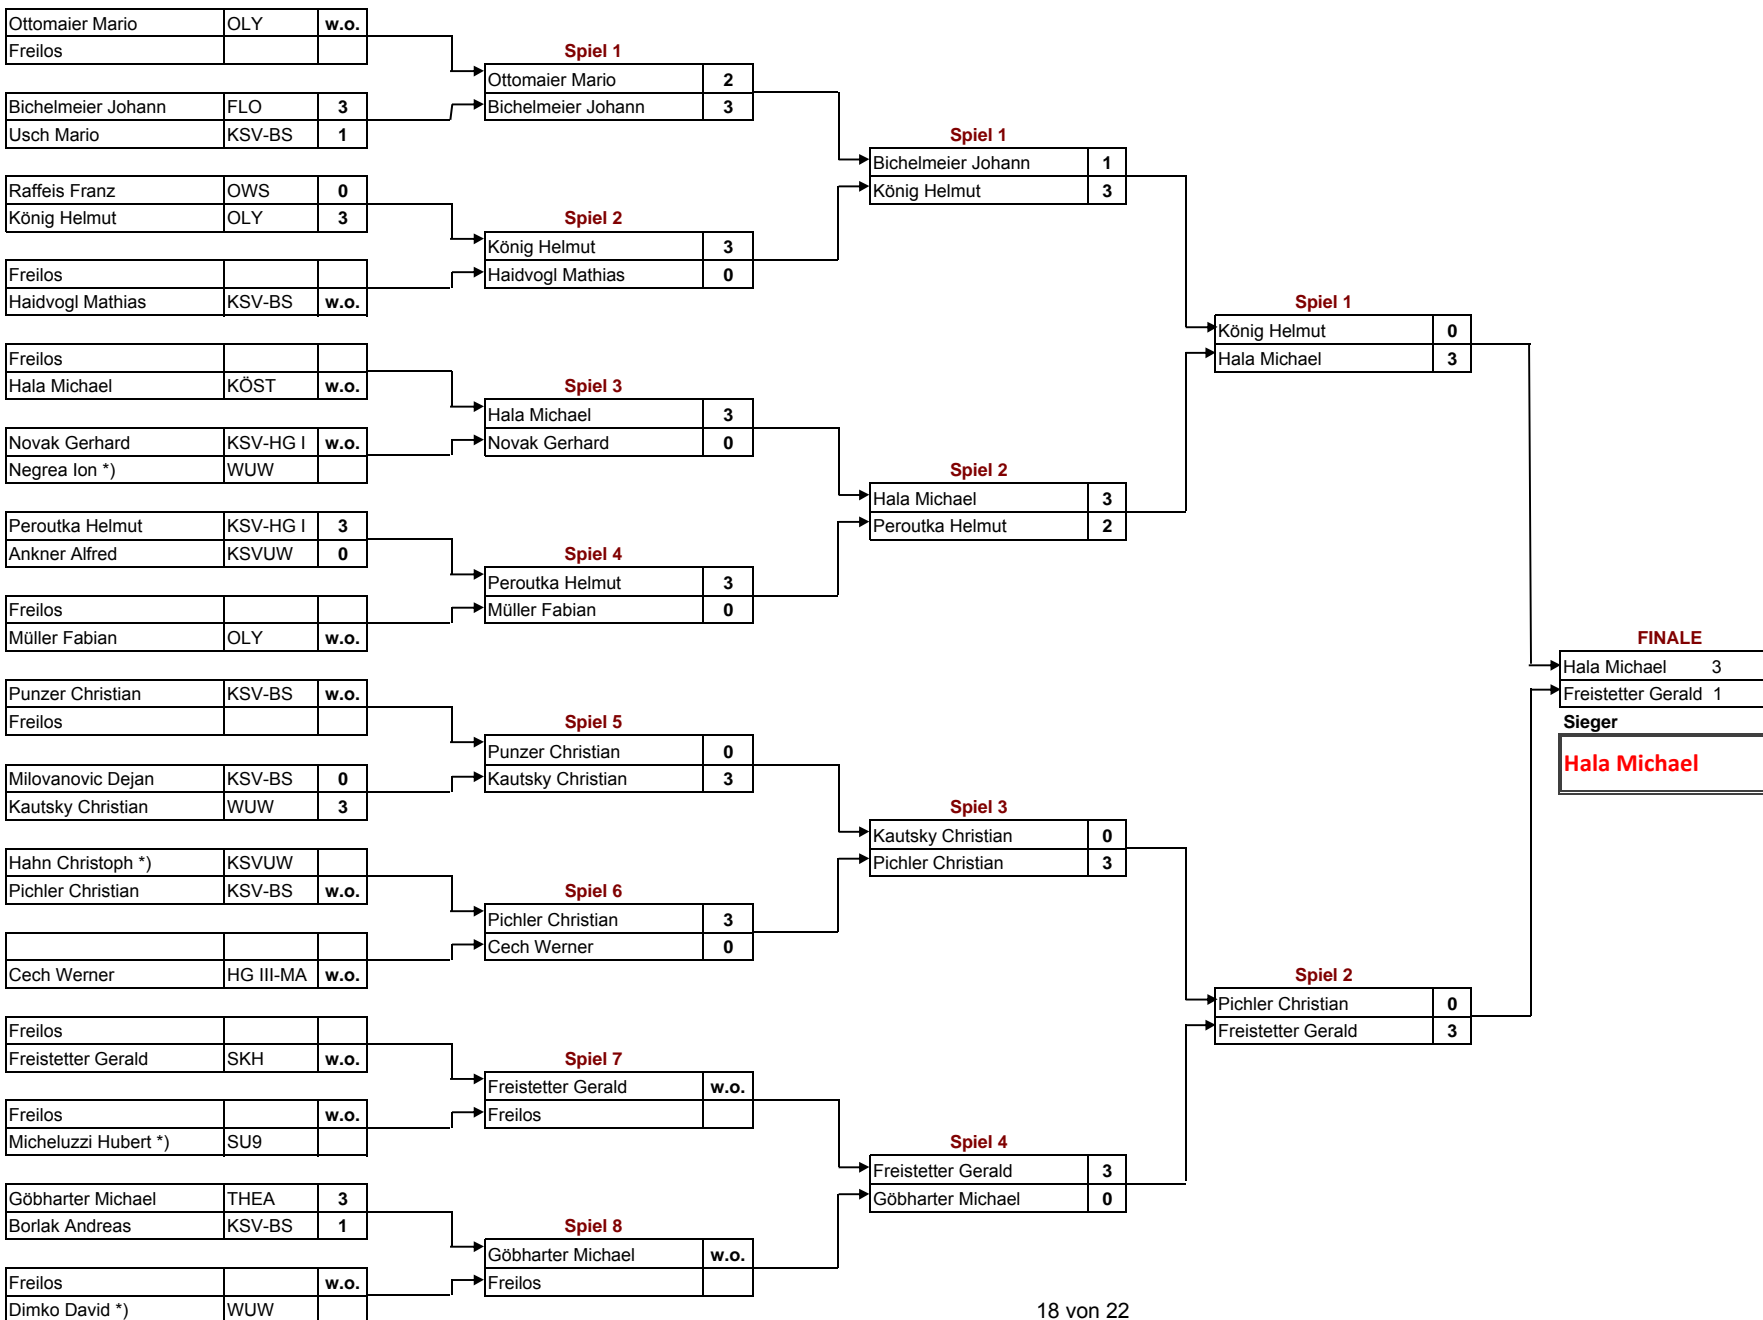 Ottomaier Mario OLY w.o.
Freilos
Bichelmeier Johann FLO 3
Usch Mario KSV-BS 1
Raffeis Franz OWS 0
König Helmut OLY 3
Freilos
Haidvogl Mathias KSV-BS w.o.
Freilos
Hala Michael KÖST w.o.
Novak Gerhard KSV-HG I w.o.
Negrea Ion *) WUW
Peroutka Helmut KSV-HG I 3
Ankner Alfred KSVUW 0
Freilos
Müller Fabian OLY w.o.
Punzer Christian KSV-BS w.o.
Freilos
Milovanovic Dejan KSV-BS 0
Kautsky Christian WUW 3
Hahn Christoph *) KSVUW
Pichler Christian KSV-BS w.o.
Cech Werner HG III-MA w.o.
Freilos
Freistetter Gerald SKH w.o.
Freilos w.o.
Micheluzzi Hubert *) SU9
Göbharter Michael THEA 3
Borlak Andreas KSV-BS 1
Freilos w.o.
Dimko David *) WUW
Spiel 1
Ottomaier Mario 2
Bichelmeier Johann 3
Spiel 2
König Helmut 3
Haidvogl Mathias 0
Spiel 3
Hala Michael 3
Novak Gerhard 0
Spiel 4
Peroutka Helmut 3
Müller Fabian 0
Spiel 5
Punzer Christian 0
Kautsky Christian 3
Spiel 6
Pichler Christian 3
Cech Werner 0
Spiel 7
Freistetter Gerald w.o.
Freilos
Spiel 8
Göbharter Michael w.o.
Freilos
Spiel 1
Bichelmeier Johann 1
König Helmut 3
Spiel 2
Hala Michael 3
Peroutka Helmut 2
Spiel 3
Kautsky Christian 0
Pichler Christian 3
Spiel 4
Freistetter Gerald 3
Göbharter Michael 0
Spiel 1
König Helmut 0
Hala Michael 3
Spiel 2
Pichler Christian 0
Freistetter Gerald 3
FINALE
Hala Michael 3
Freistetter Gerald 1
Sieger
Hala Michael
18 von 22